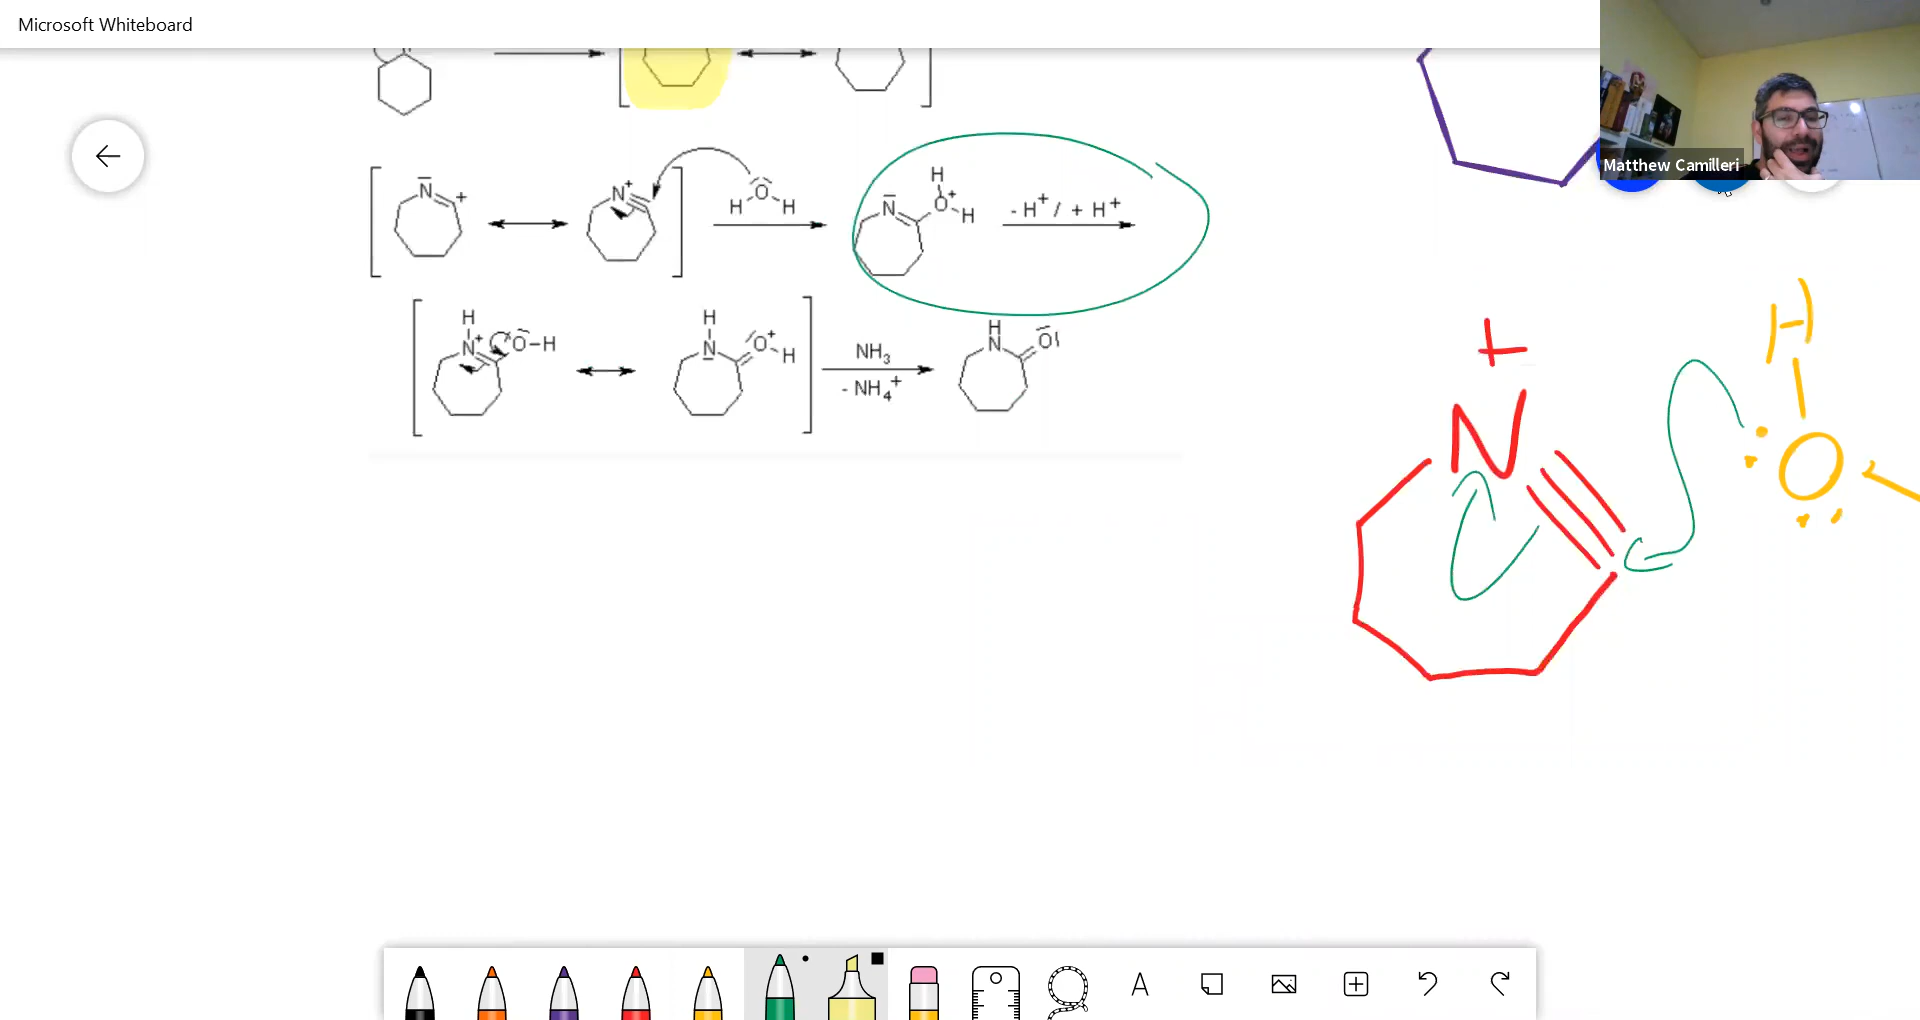 Microsoft Whiteboard
Matthew Camilleri
N +
N+
H O H
H
N O+ H
- H+ / + H+
H
N+ O-H
H
N O+ H
NH3
- NH4+
H
N O
+
N
H
O
A